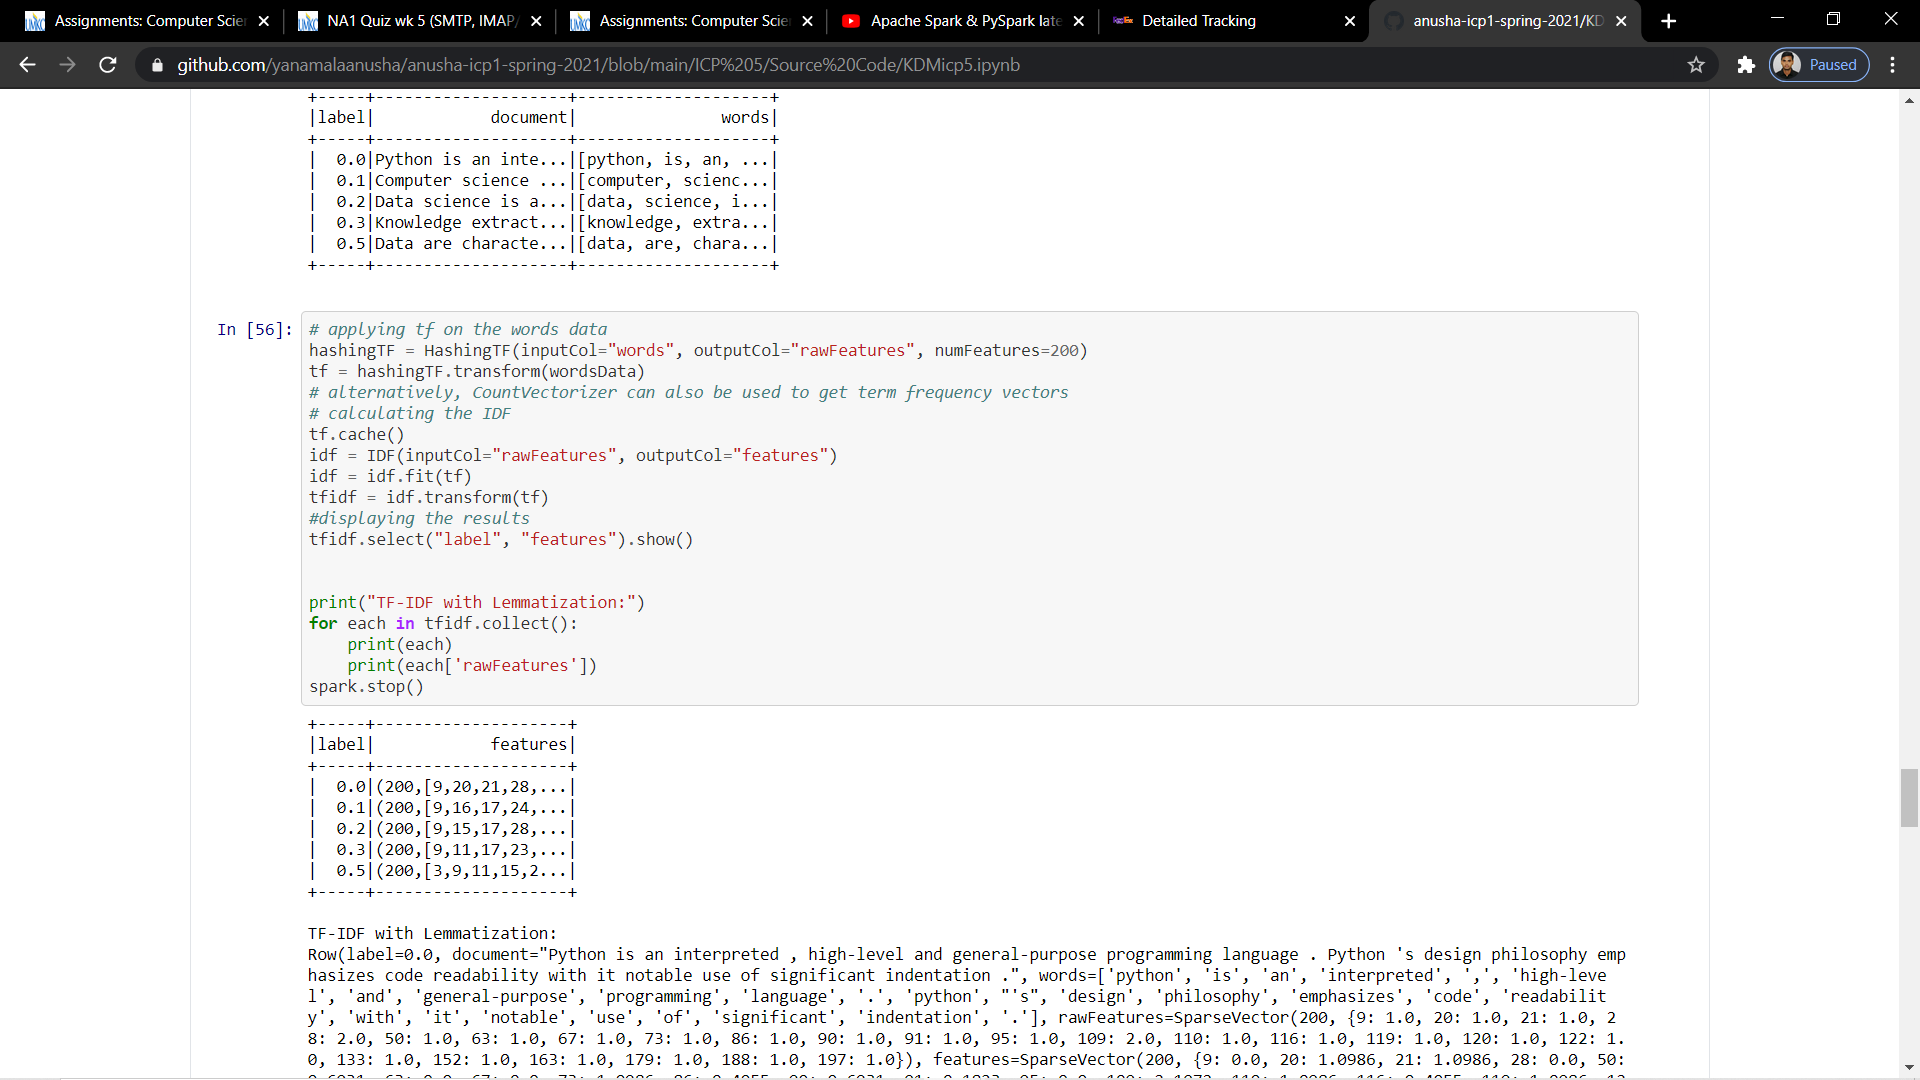 Assignments: Computer Scien
NA1 Quiz wk 5 (SMTP, IMAP,
Assignments: Computer Scien
Apache Spark & PySpark late
Detailed Tracking
anusha-icp1-spring-2021/KD
github.com/yanamalaanusha/anusha-icp1-spring-2021/blob/main/ICP%205/Source%20Code/KDMicp5.ipynb
Paused
+-----+--------------------+--------------------+
|label|            document|               words|
+-----+--------------------+--------------------+
|  0.0|Python is an inte...|[python, is, an, ...|
|  0.1|Computer science ...|[computer, scienc...|
|  0.2|Data science is a...|[data, science, i...|
|  0.3|Knowledge extract...|[knowledge, extra...|
|  0.5|Data are characte...|[data, are, chara...|
+-----+--------------------+--------------------+
In [56]:
# applying tf on the words data
hashingTF = HashingTF(inputCol="words", outputCol="rawFeatures", numFeatures=200)
tf = hashingTF.transform(wordsData)
# alternatively, CountVectorizer can also be used to get term frequency vectors
# calculating the IDF
tf.cache()
idf = IDF(inputCol="rawFeatures", outputCol="features")
idf = idf.fit(tf)
tfidf = idf.transform(tf)
#displaying the results
tfidf.select("label", "features").show()
print("TF-IDF with Lemmatization:")
for each in tfidf.collect():
    print(each)
    print(each['rawFeatures'])
spark.stop()
+-----+--------------------+
|label|            features|
+-----+--------------------+
|  0.0|(200,[9,20,21,28,...|
|  0.1|(200,[9,16,17,24,...|
|  0.2|(200,[9,15,17,28,...|
|  0.3|(200,[9,11,17,23,...|
|  0.5|(200,[3,9,11,15,2...|
+-----+--------------------+
TF-IDF with Lemmatization:
Row(label=0.0, document="Python is an interpreted , high-level and general-purpose programming language . Python 's design philosophy emp
hasizes code readability with it notable use of significant indentation .", words=['python', 'is', 'an', 'interpreted', ',', 'high-leve
l', 'and', 'general-purpose', 'programming', 'language', '.', 'python', "'s", 'design', 'philosophy', 'emphasizes', 'code', 'readabilit
y', 'with', 'it', 'notable', 'use', 'of', 'significant', 'indentation', '.'], rawFeatures=SparseVector(200, {9: 1.0, 20: 1.0, 21: 1.0, 2
8: 2.0, 50: 1.0, 63: 1.0, 67: 1.0, 73: 1.0, 86: 1.0, 90: 1.0, 91: 1.0, 95: 1.0, 109: 2.0, 110: 1.0, 116: 1.0, 119: 1.0, 120: 1.0, 122: 1.
0, 133: 1.0, 152: 1.0, 163: 1.0, 179: 1.0, 188: 1.0, 197: 1.0}), features=SparseVector(200, {9: 0.0, 20: 1.0986, 21: 1.0986, 28: 0.0, 50: